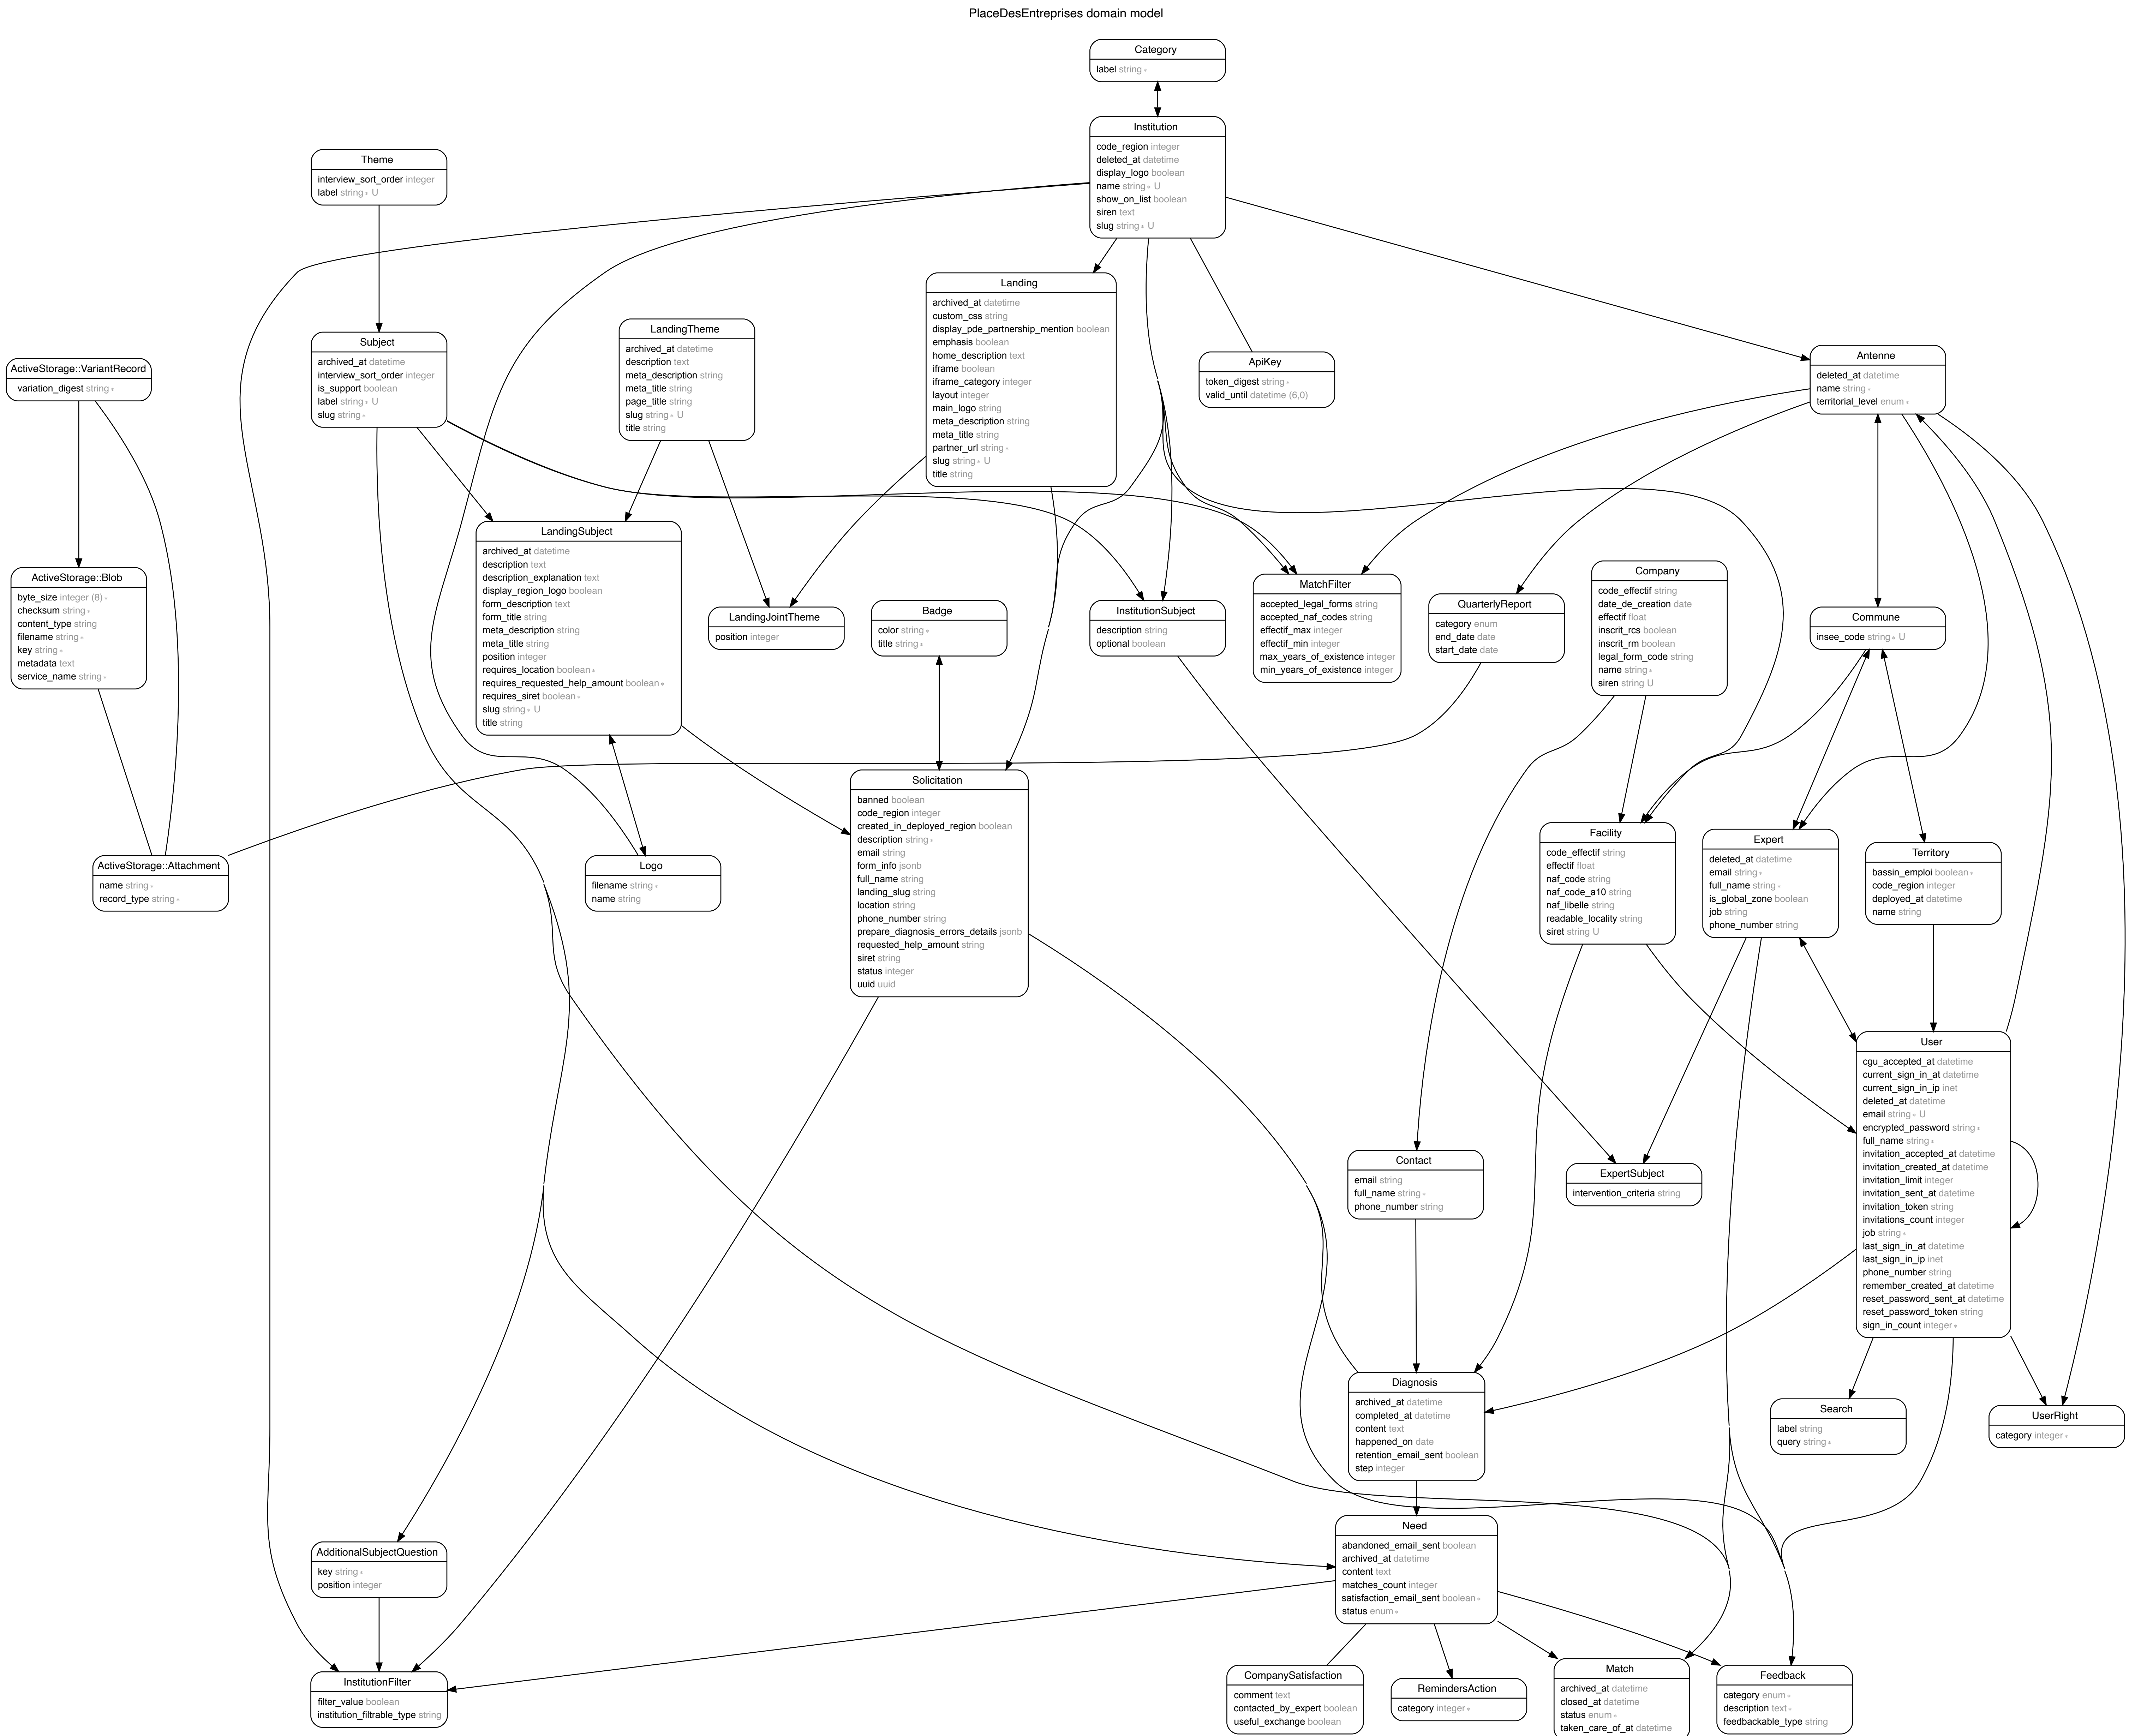 PlaceDesEntreprises domain model
Category
label string ∗
Institution
code_region integer
deleted_at datetime
display_logo boolean
name string ∗ U
show_on_list boolean
siren text
slug string ∗ U
Theme
interview_sort_order integer
label string ∗ U
Landing
archived_at datetime
custom_css string
display_pde_partnership_mention boolean
emphasis boolean
home_description text
iframe boolean
iframe_category integer
layout integer
main_logo string
meta_description string
meta_title string
partner_url string ∗
slug string ∗ U
title string
LandingTheme
archived_at datetime
description text
meta_description string
meta_title string
page_title string
slug string ∗ U
title string
Subject
archived_at datetime
interview_sort_order integer
is_support boolean
label string ∗ U
slug string ∗
ActiveStorage::VariantRecord
variation_digest string ∗
ApiKey
token_digest string ∗
valid_until datetime (6,0)
Antenne
deleted_at datetime
name string ∗
territorial_level enum ∗
LandingSubject
archived_at datetime
description text
description_explanation text
display_region_logo boolean
form_description text
form_title string
meta_description string
meta_title string
position integer
requires_location boolean ∗
requires_requested_help_amount boolean ∗
requires_siret boolean ∗
slug string ∗ U
title string
ActiveStorage::Blob
byte_size integer (8) ∗
checksum string ∗
content_type string
filename string ∗
key string ∗
metadata text
service_name string ∗
LandingJointTheme
position integer
Badge
color string ∗
title string ∗
InstitutionSubject
description string
optional boolean
MatchFilter
accepted_legal_forms string
accepted_naf_codes string
effectif_max integer
effectif_min integer
max_years_of_existence integer
min_years_of_existence integer
QuarterlyReport
category enum
end_date date
start_date date
Company
code_effectif string
date_de_creation date
effectif float
inscrit_rcs boolean
inscrit_rm boolean
legal_form_code string
name string ∗
siren string U
Commune
insee_code string ∗ U
Solicitation
banned boolean
code_region integer
created_in_deployed_region boolean
description string ∗
email string
form_info jsonb
full_name string
landing_slug string
location string
phone_number string
prepare_diagnosis_errors_details jsonb
requested_help_amount string
siret string
status integer
uuid uuid
ActiveStorage::Attachment
name string ∗
record_type string ∗
Logo
filename string ∗
name string
Facility
code_effectif string
effectif float
naf_code string
naf_code_a10 string
naf_libelle string
readable_locality string
siret string U
Expert
deleted_at datetime
email string ∗
full_name string ∗
is_global_zone boolean
job string
phone_number string
Territory
bassin_emploi boolean ∗
code_region integer
deployed_at datetime
name string
User
cgu_accepted_at datetime
current_sign_in_at datetime
current_sign_in_ip inet
deleted_at datetime
email string ∗ U
encrypted_password string ∗
full_name string ∗
invitation_accepted_at datetime
invitation_created_at datetime
invitation_limit integer
invitation_sent_at datetime
invitation_token string
invitations_count integer
job string ∗
last_sign_in_at datetime
last_sign_in_ip inet
phone_number string
remember_created_at datetime
reset_password_sent_at datetime
reset_password_token string
sign_in_count integer ∗
Contact
email string
full_name string ∗
phone_number string
ExpertSubject
intervention_criteria string
Diagnosis
archived_at datetime
completed_at datetime
content text
happened_on date
retention_email_sent boolean
step integer
Search
label string
query string ∗
UserRight
category integer ∗
Need
abandoned_email_sent boolean
archived_at datetime
content text
matches_count integer
satisfaction_email_sent boolean ∗
status enum ∗
AdditionalSubjectQuestion
key string ∗
position integer
InstitutionFilter
filter_value boolean
institution_filtrable_type string
CompanySatisfaction
comment text
contacted_by_expert boolean
useful_exchange boolean
RemindersAction
category integer ∗
Match
archived_at datetime
closed_at datetime
status enum ∗
taken_care_of_at datetime
Feedback
category enum ∗
description text ∗
feedbackable_type string